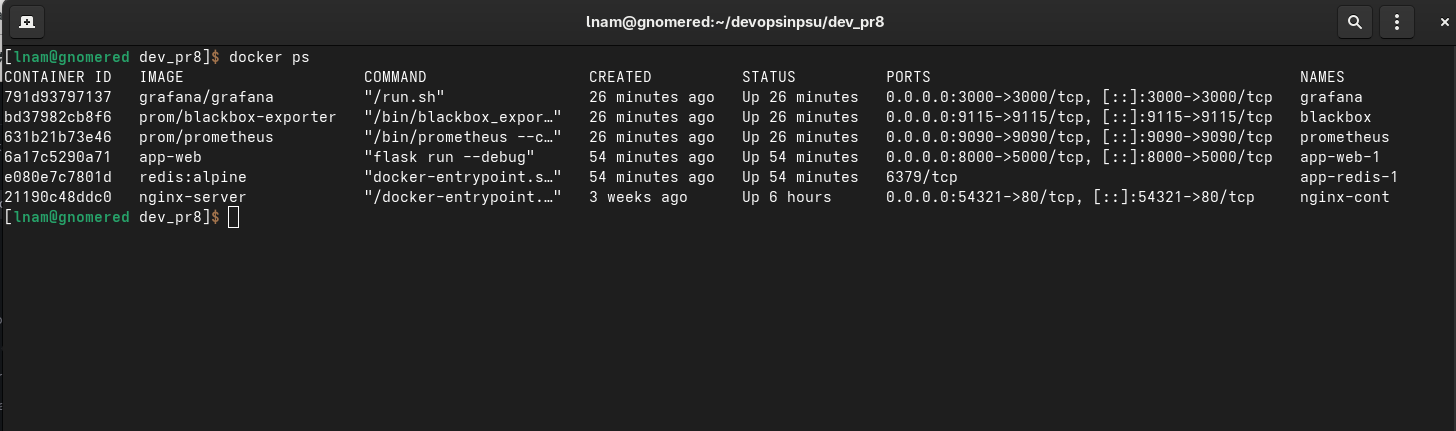 lnam@gnomered:~/devopsinpsu/dev_pr8
[lnam@gnomered dev_pr8]$ docker ps
CONTAINER ID   IMAGE                    COMMAND                  CREATED          STATUS          PORTS                                         NAMES
791d93797137   grafana/grafana          "/run.sh"                26 minutes ago   Up 26 minutes   0.0.0.0:3000->3000/tcp, [::]:3000->3000/tcp   grafana
bd37982cb8f6   prom/blackbox-exporter   "/bin/blackbox_expor…"   26 minutes ago   Up 26 minutes   0.0.0.0:9115->9115/tcp, [::]:9115->9115/tcp   blackbox
631b21b73e46   prom/prometheus          "/bin/prometheus --c…"   26 minutes ago   Up 26 minutes   0.0.0.0:9090->9090/tcp, [::]:9090->9090/tcp   prometheus
6a17c5290a71   app-web                  "flask run --debug"      54 minutes ago   Up 54 minutes   0.0.0.0:8000->5000/tcp, [::]:8000->5000/tcp   app-web-1
e080e7c7801d   redis:alpine             "docker-entrypoint.s…"   54 minutes ago   Up 54 minutes   6379/tcp                                      app-redis-1
21190c48ddc0   nginx-server             "/docker-entrypoint.…"   3 weeks ago      Up 6 hours      0.0.0.0:54321->80/tcp, [::]:54321->80/tcp     nginx-cont
[lnam@gnomered dev_pr8]$